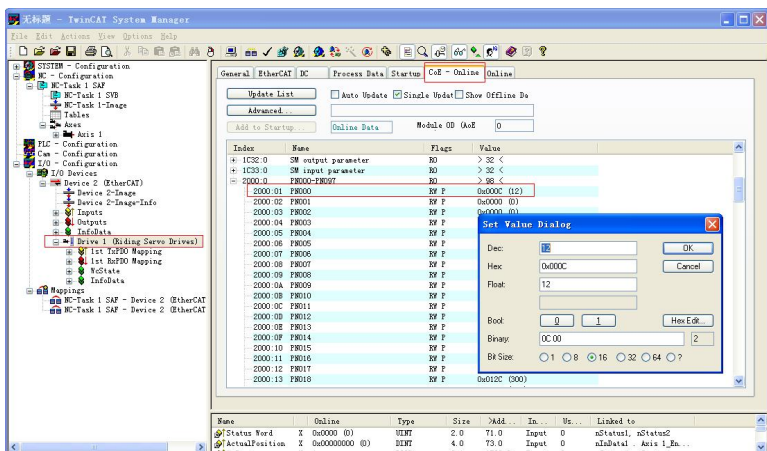 无标题 - TwinCAT System Manager
File Edit Actions View Options Help
SYSTEM - Configuration
NC - Configuration
NC-Task 1 SAF
NC-Task 1 SVB
NC-Task 1-Image
Tables
Axes
Axis 1
PLC - Configuration
Cam - Configuration
I/O - Configuration
I/O Devices
Device 2 (EtherCAT)
Device 2-Image
Device 2-Image-Info
Inputs
Outputs
InfoData
Drive 1 (Kiding Servo Drives)
1st TxPDO Mapping
1st RxPDO Mapping
WcState
InfoData
Mappings
NC-Task 1 SAF - Device 2 (EtherCAT
NC-Task 1 SAF - Device 2 (EtherCAT
General EtherCAT DC Process Data Startup CoE - Online Online
Update List Auto Update Single Updat Show Offline Da
Advanced...
Add to Startup... Online Data Module OD (AoE 0
Index Name Flags Value
1C32:0 SM output parameter RO > 32 <
1C33:0 SM input parameter RO > 32 <
2000:0 PN000-PN097 RW P > 98 <
2000:01 PN000 RW P 0x000C (12)
2000:02 PN001 RW P 0x0000 (0)
2000:03 PN002 RW P 0x0000 (0)
2000:04 PN003 RW P
2000:05 PN004 RW P
2000:06 PN005 RW P
2000:07 PN006 RW P
2000:08 PN007 RW P
2000:09 PN008 RW P
2000:0A PN009 RW P
2000:0B PN010 RW P
2000:0C PN011 RW P
2000:0D PN012 RW P
2000:0E PN013 RW P
2000:0F PN014 RW P
2000:10 PN015 RW P
2000:11 PN016 RW P
2000:12 PN017 RW P
2000:13 PN018 RW P 0x012C (300)
Set Value Dialog
Dec: 12 OK
Hex: 0x000C Cancel
Float: 12
Bool: 0 1 Hex Edit...
Binary: 0C 00 2
Bit Size: 1 8 16 32 64 ?
Name Online Type Size >Add... In... Us... Linked to
Status Word X 0x0000 (0) UINT 2.0 71.0 Input 0 nStatus1, nStatus2
ActualPosition X 0x00000000 (0) DINT 4.0 73.0 Input 0 nInData1 . Axis 1_En...